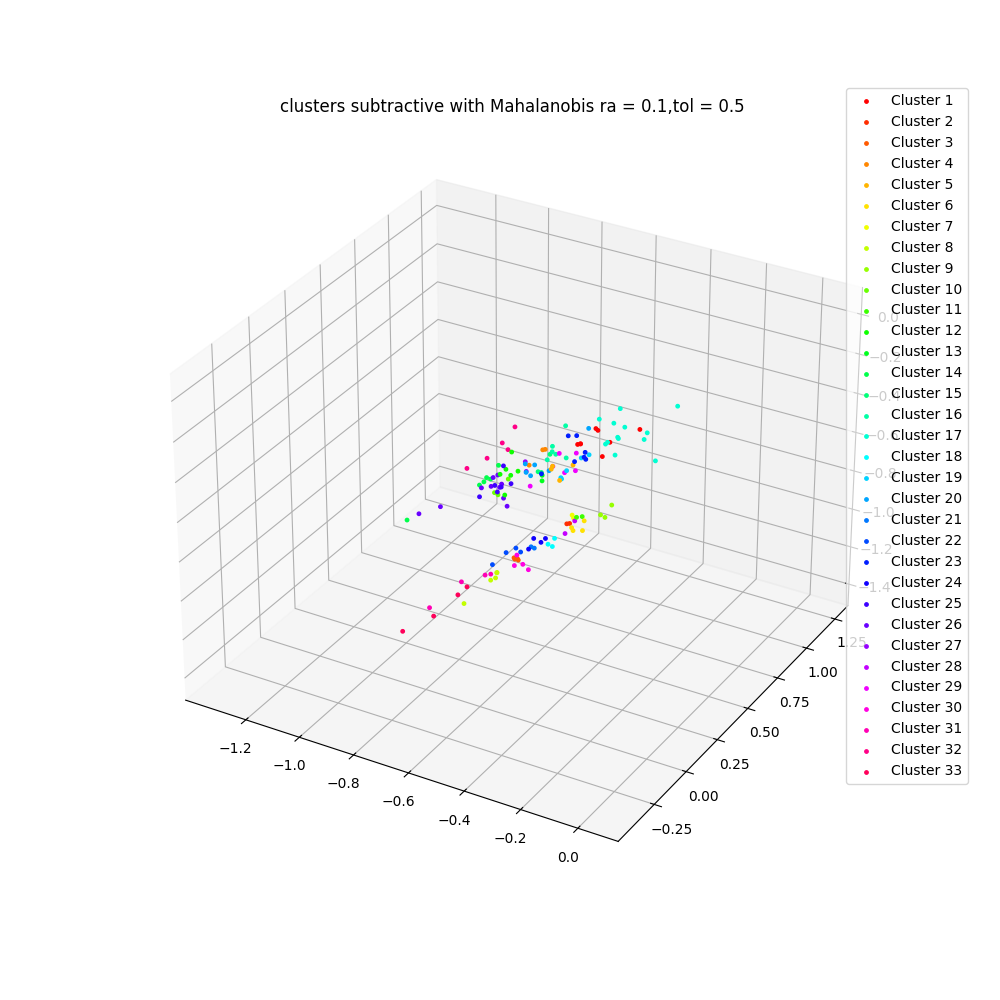 clusters subtractive with Mahalanobis ra = 0.1,tol = 0.5
Cluster 1
Cluster 2
Cluster 3
Cluster 4
Cluster 5
Cluster 6
Cluster 7
Cluster 8
Cluster 9
Cluster 10
Cluster 11
Cluster 12
Cluster 13
Cluster 14
Cluster 15
Cluster 16
Cluster 17
Cluster 18
Cluster 19
Cluster 20
Cluster 21
Cluster 22
Cluster 23
Cluster 24
Cluster 25
Cluster 26
Cluster 27
Cluster 28
Cluster 29
Cluster 30
Cluster 31
Cluster 32
Cluster 33
0.0
−0.2
−0.4
−0.6
−0.8
−1.0
−1.2
−1.4
1.25
1.00
0.75
0.50
0.25
0.00
−0.25
−1.2
−1.0
−0.8
−0.6
−0.4
−0.2
0.0